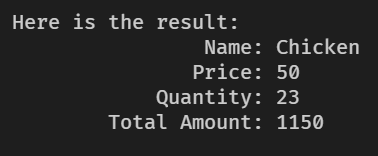 Here is the result:
Name: Chicken
Price: 50
Quantity: 23
Total Amount: 1150